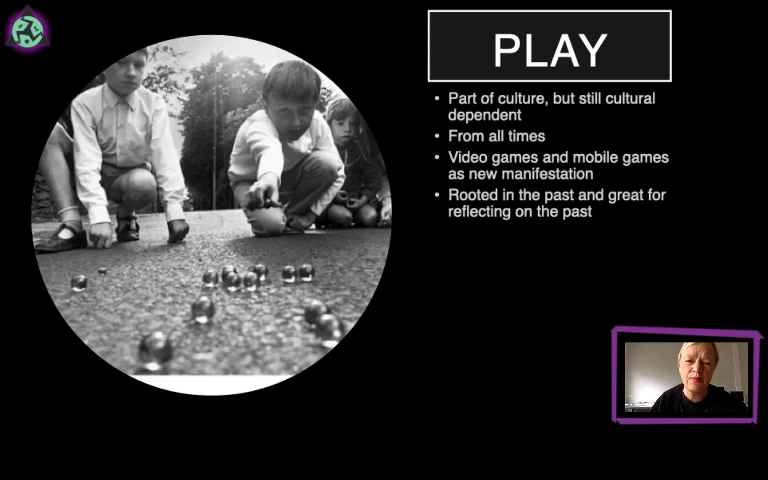 PLAY
• Part of culture, but still cultural
dependent
• From all times
• Video games and mobile games
as new manifestation
• Rooted in the past and great for
reflecting on the past